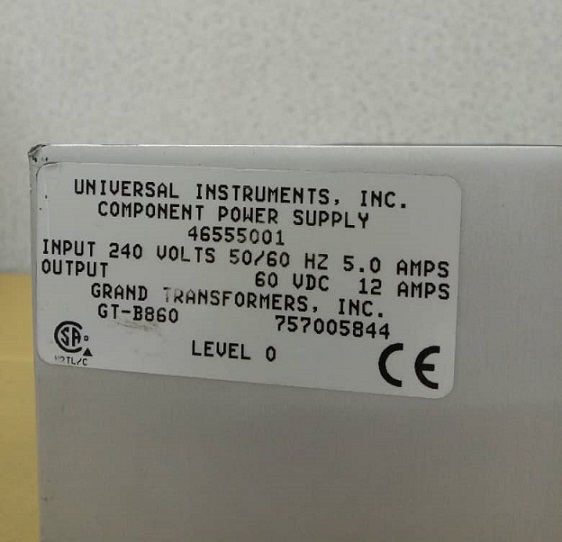 UNIVERSAL INSTRUMENTS, INC.
COMPONENT POWER SUPPLY
46555001
INPUT 240 VOLTS 50/60 HZ 5.0 AMPS
OUTPUT 60 VDC 12 AMPS
GRAND TRANSFORMERS, INC.
GT-B860 757005844
SA
LEVEL 0
CE